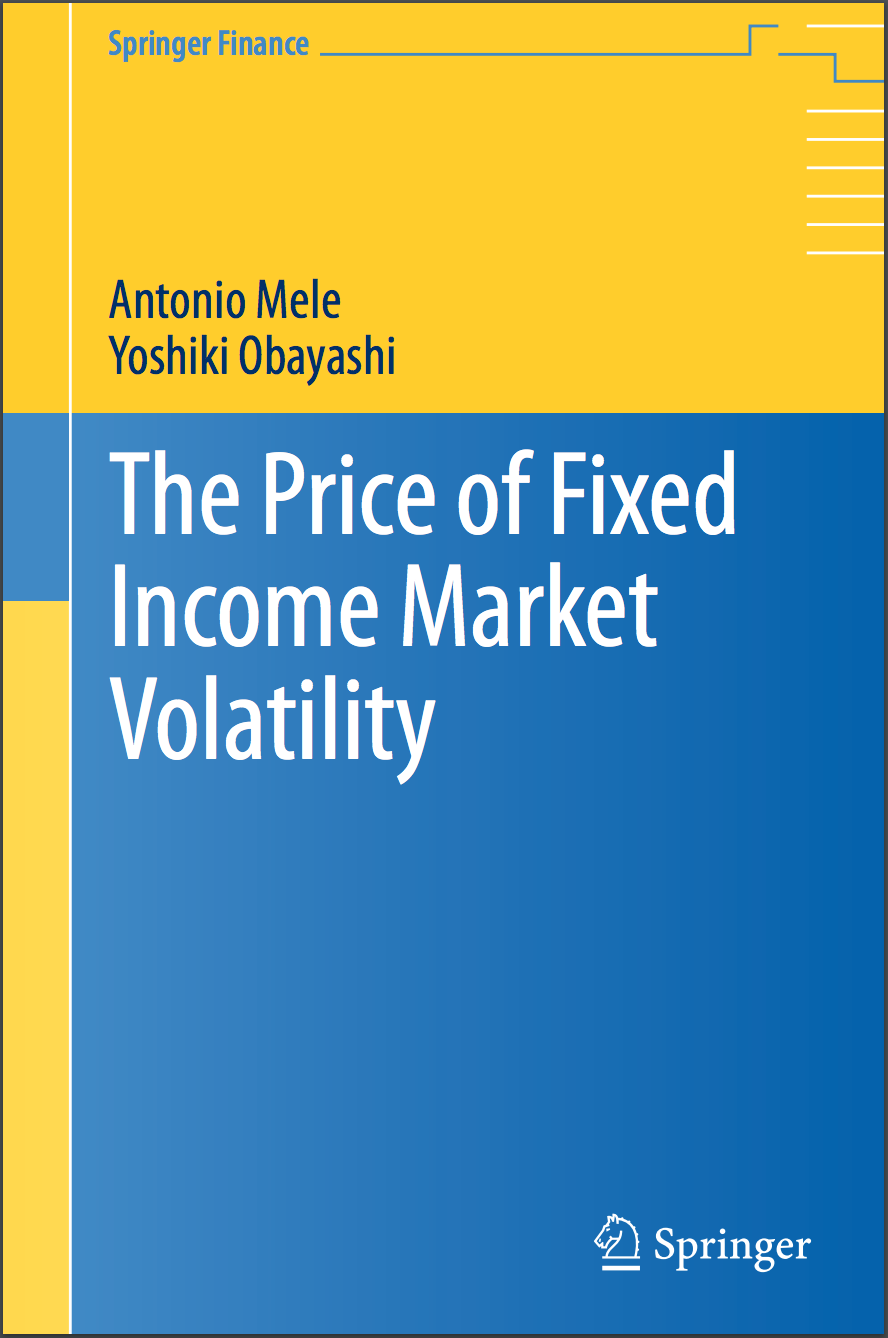 Springer Finance
Antonio Mele
Yoshiki Obayashi
The Price of Fixed
Income Market
Volatility
Springer